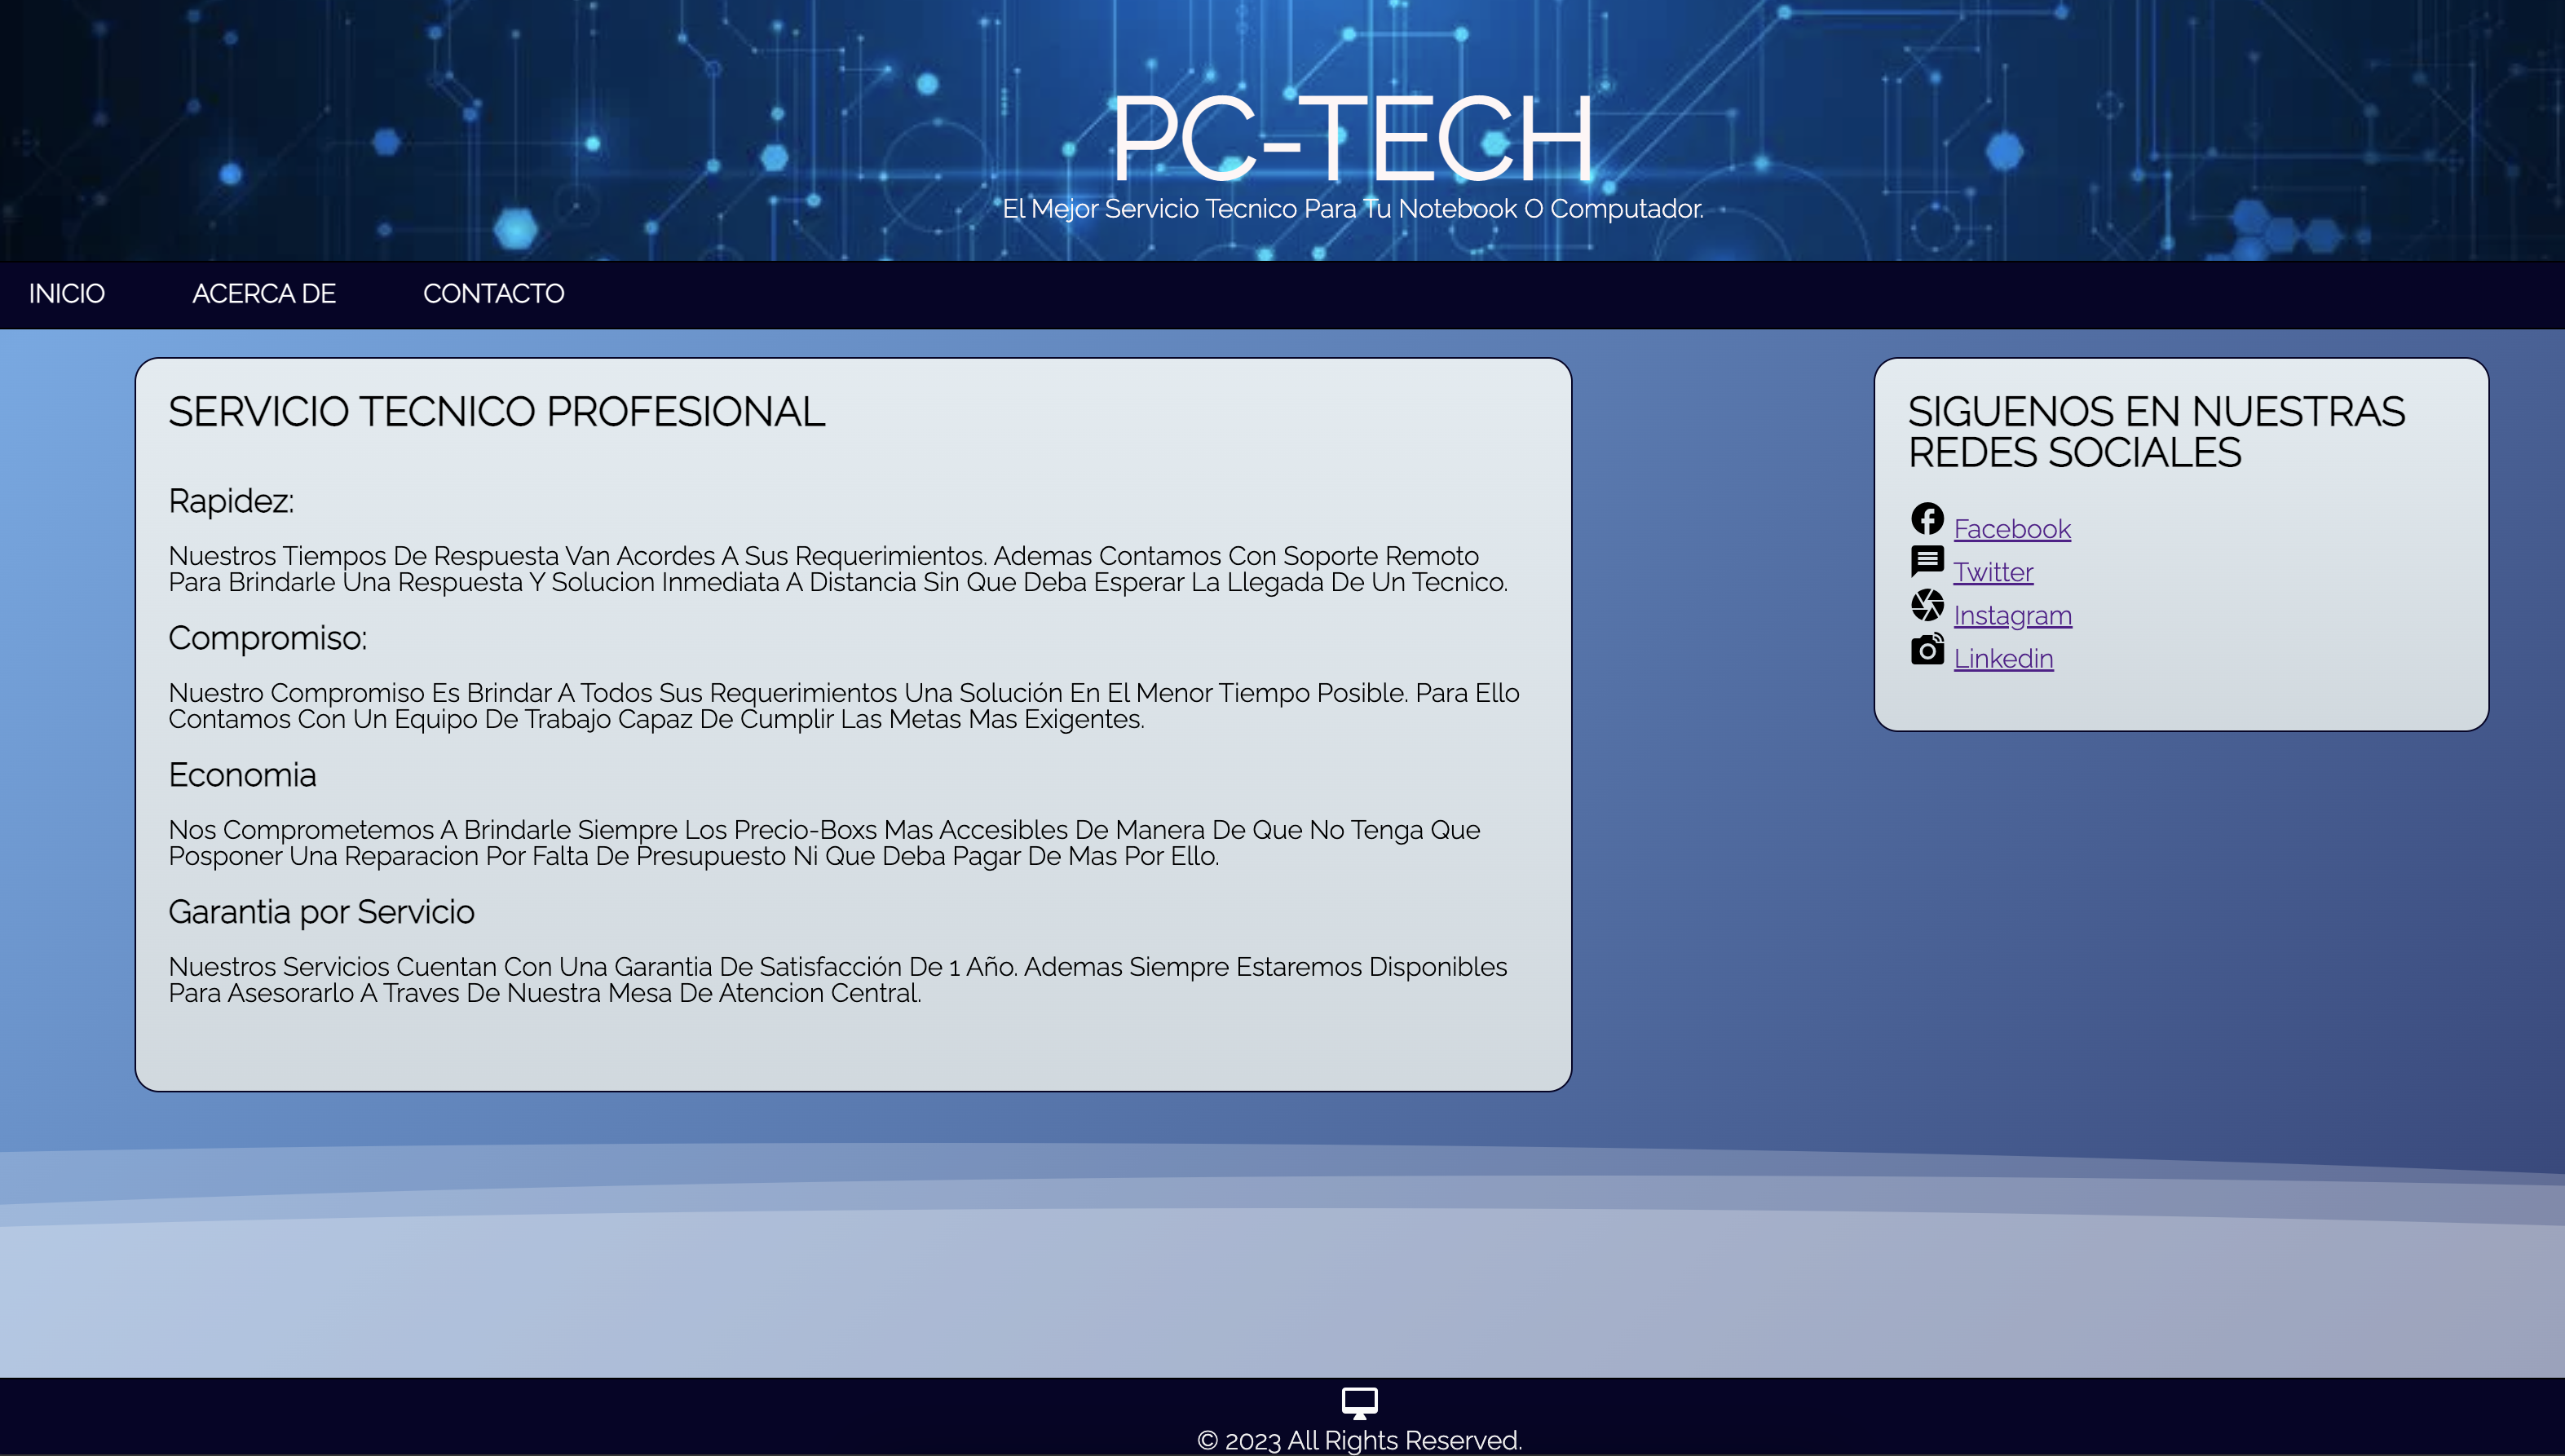 PC-TECH
El Mejor Servicio Tecnico Para Tu Notebook O Computador.
INICIO
ACERCA DE
CONTACTO
SERVICIO TECNICO PROFESIONAL
Rapidez:
Nuestros Tiempos De Respuesta Van Acordes A Sus Requerimientos. Ademas Contamos Con Soporte Remoto
Para Brindarle Una Respuesta Y Solucion Inmediata A Distancia Sin Que Deba Esperar La Llegada De Un Tecnico.
Compromiso:
Nuestro Compromiso Es Brindar A Todos Sus Requerimientos Una Solución En El Menor Tiempo Posible. Para Ello
Contamos Con Un Equipo De Trabajo Capaz De Cumplir Las Metas Mas Exigentes.
Economia
Nos Comprometemos A Brindarle Siempre Los Precio-Boxs Mas Accesibles De Manera De Que No Tenga Que
Posponer Una Reparacion Por Falta De Presupuesto Ni Que Deba Pagar De Mas Por Ello.
Garantia por Servicio
Nuestros Servicios Cuentan Con Una Garantia De Satisfacción De 1 Año. Ademas Siempre Estaremos Disponibles
Para Asesorarlo A Traves De Nuestra Mesa De Atencion Central.
SIGUENOS EN NUESTRAS
REDES SOCIALES
Facebook
Twitter
Instagram
Linkedin
© 2023 All Rights Reserved.